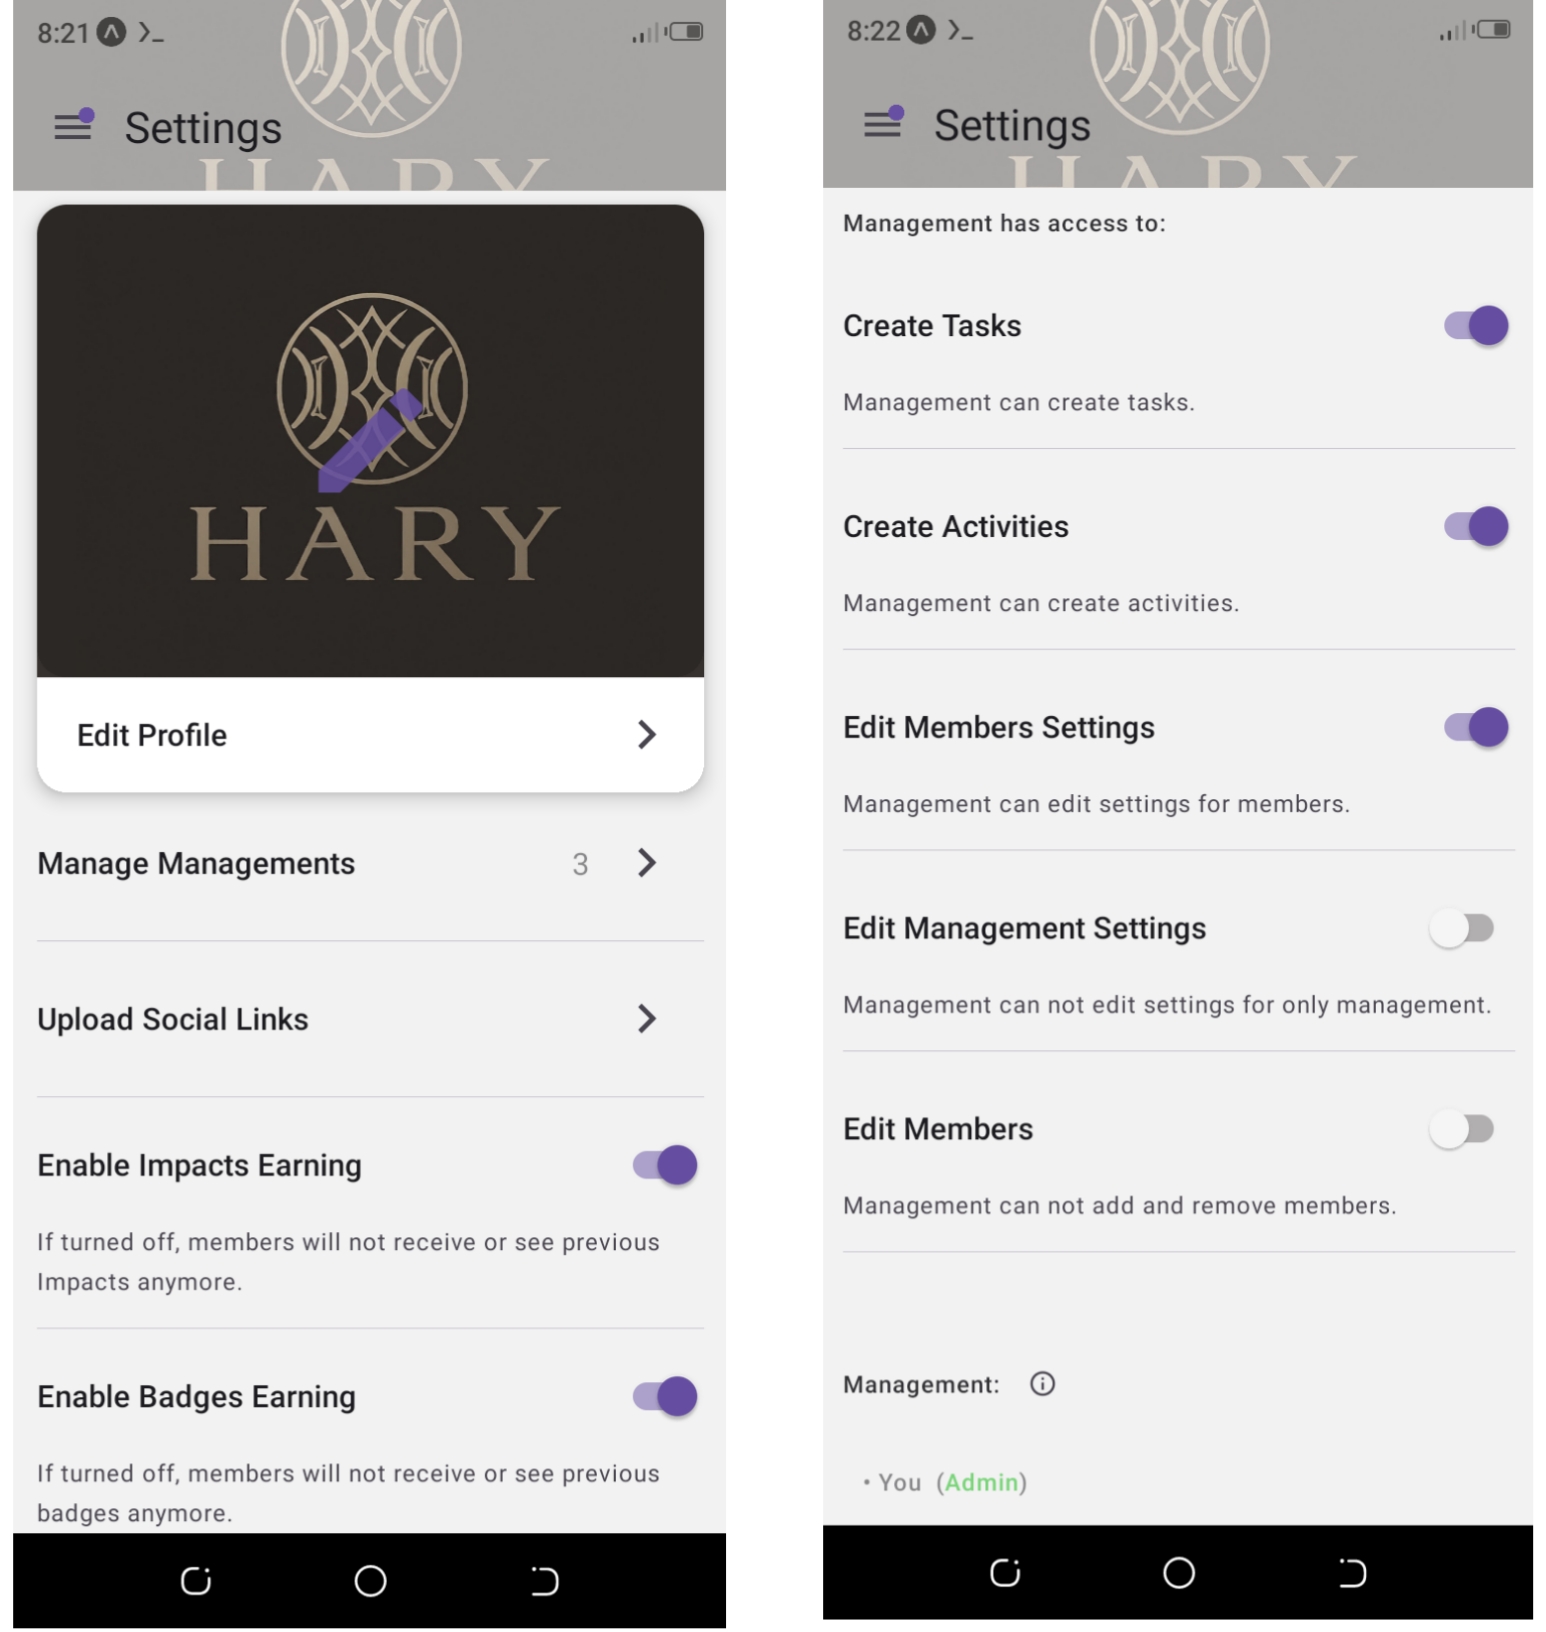 8:21
Settings
HARY
HARY
Edit Profile
Manage Managements 3
Upload Social Links
Enable Impacts Earning
If turned off, members will not receive or see previous
Impacts anymore.
Enable Badges Earning
If turned off, members will not receive or see previous
badges anymore.
8:22
Settings
HARY
Management has access to:
Create Tasks
Management can create tasks.
Create Activities
Management can create activities.
Edit Members Settings
Management can edit settings for members.
Edit Management Settings
Management can not edit settings for only management.
Edit Members
Management can not add and remove members.
Management:
• You (Admin)